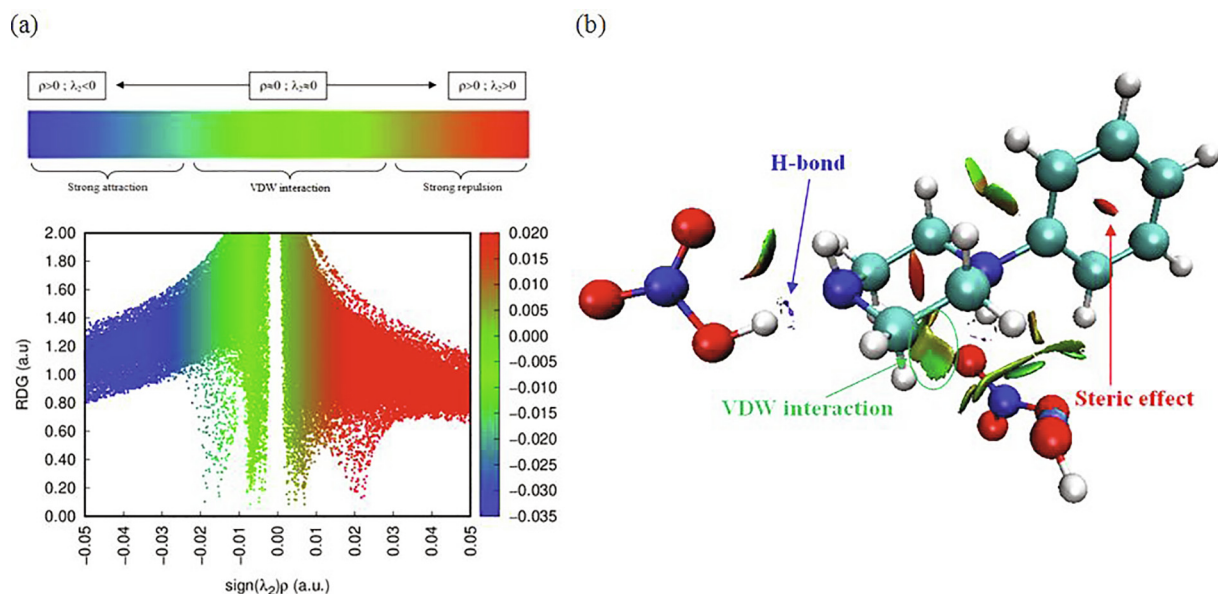 (a)
(b)
ρ>0 ; λ₂<0
ρ≈0 ; λ₂≈0
ρ>0 ; λ₂>0
Strong attraction
VDW interaction
Strong repulsion
RDG (a.u)
2.00
1.80
1.60
1.40
1.20
1.00
0.80
0.60
0.40
0.20
0.00
-0.05
-0.04
-0.03
-0.02
-0.01
0.00
0.01
0.02
0.03
0.04
0.05
sign(λ₂)ρ (a.u.)
0.020
0.015
0.010
0.005
0.000
-0.005
-0.010
-0.015
-0.020
-0.025
-0.030
-0.035
H-bond
VDW interaction
Steric effect